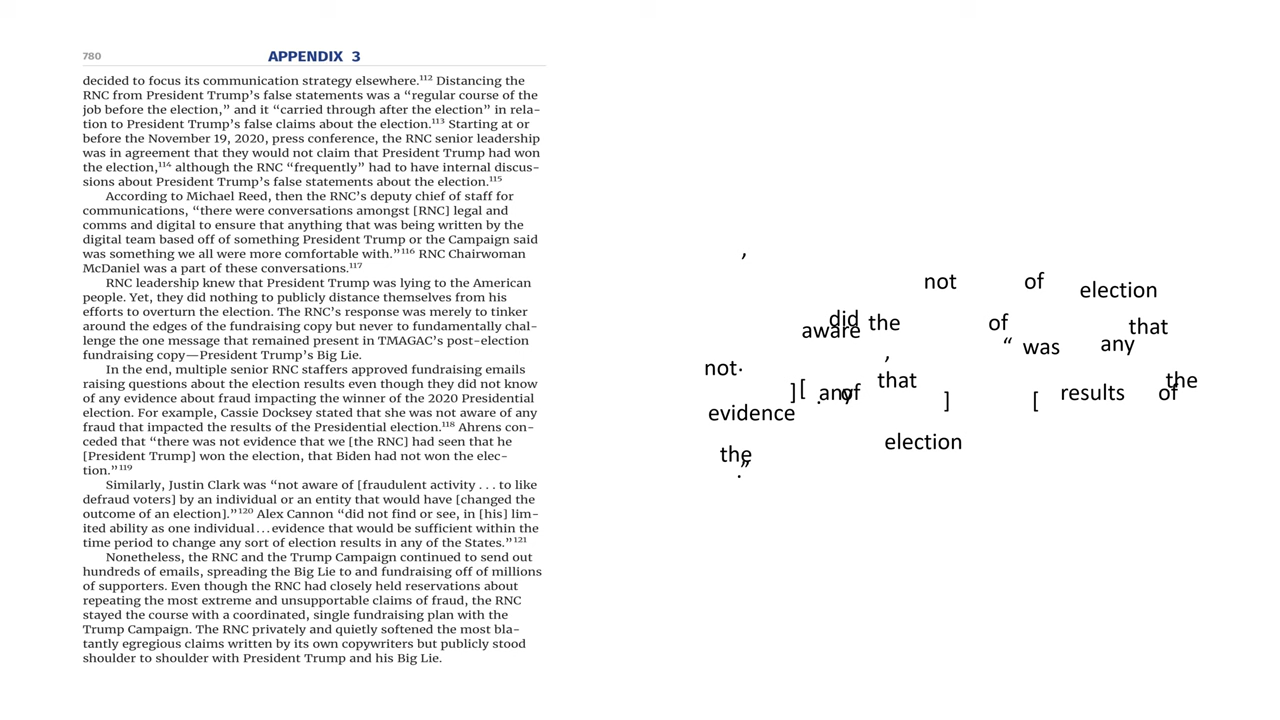 780 APPENDIX 3
decided to focus its communication strategy elsewhere.112 Distancing the
RNC from President Trump’s false statements was a “regular course of the
job before the election,” and it “carried through after the election” in rela-
tion to President Trump’s false claims about the election.113 Starting at or
before the November 19, 2020, press conference, the RNC senior leadership
was in agreement that they would not claim that President Trump had won
the election,114 although the RNC “frequently” had to have internal discus-
sions about President Trump’s false statements about the election.115
According to Michael Reed, then the RNC’s deputy chief of staff for
communications, “there were conversations amongst [RNC] legal and
comms and digital to ensure that anything that was being written by the
digital team based off of something President Trump or the Campaign said
was something we all were more comfortable with.”116 RNC Chairwoman
McDaniel was a part of these conversations.117
RNC leadership knew that President Trump was lying to the American
people. Yet, they did nothing to publicly distance themselves from his
efforts to overturn the election. The RNC’s response was merely to tinker
around the edges of the fundraising copy but never to fundamentally chal-
lenge the one message that remained present in TMAGAC’s post-election
fundraising copy—President Trump’s Big Lie.
In the end, multiple senior RNC staffers approved fundraising emails
raising questions about the election results even though they did not know
of any evidence about fraud impacting the winner of the 2020 Presidential
election. For example, Cassie Docksey stated that she was not aware of any
fraud that impacted the results of the Presidential election.118 Ahrens con-
ceded that “there was not evidence that we [the RNC] had seen that he
[President Trump] won the election, that Biden had not won the elec-
tion.”119
Similarly, Justin Clark was “not aware of [fraudulent activity . . . to like
defraud voters] by an individual or an entity that would have [changed the
outcome of an election].”120 Alex Cannon “did not find or see, in [his] lim-
ited ability as one individual . . . evidence that would be sufficient within the
time period to change any sort of election results in any of the States.”121
Nonetheless, the RNC and the Trump Campaign continued to send out
hundreds of emails, spreading the Big Lie to and fundraising off of millions
of supporters. Even though the RNC had closely held reservations about
repeating the most extreme and unsupportable claims of fraud, the RNC
stayed the course with a coordinated, single fundraising plan with the
Trump Campaign. The RNC privately and quietly softened the most bla-
tantly egregious claims written by its own copywriters but publicly stood
shoulder to shoulder with President Trump and his Big Lie.
,
not of election
did the of that
aware “ was any
,
not . that the
] [ . any of ] [ results of
evidence
election
the
.”